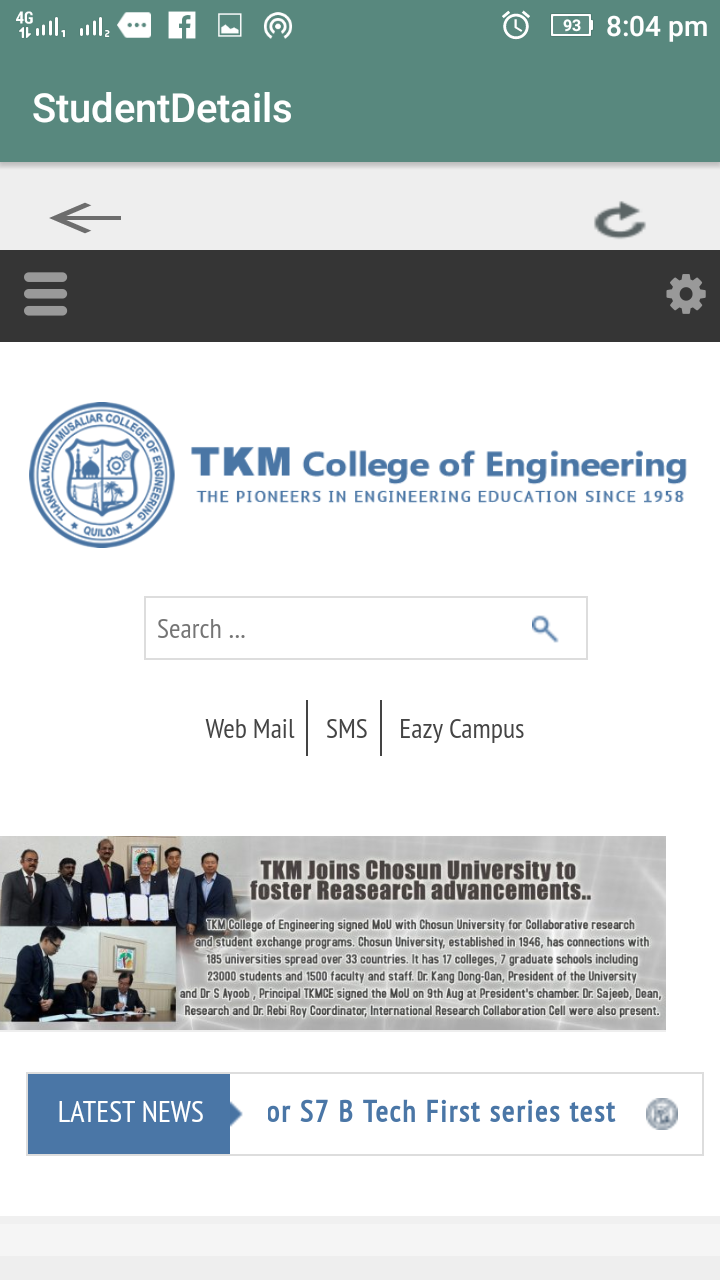 4G 1 2 93 8:04 pm
StudentDetails
THANGAL KUNJU MUSALIAR COLLEGE OF ENGINEERING
QUILON
TKM College of Engineering
THE PIONEERS IN ENGINEERING EDUCATION SINCE 1958
Search ...
Web Mail SMS Eazy Campus
TKM Joins Chosun University to
foster Reasearch advancements..
TKM College of Engineering signed MoU with Chosun University for Collaborative research
and student exchange programs. Chosun University, established in 1946, has connections with
185 universities spread over 33 countries. It has 17 colleges, 7 graduate schools including
23000 students and 1500 faculty and staff. Dr. Kang Dong-Dan, President of the University
and Dr S Ayoob , Principal TKMCE signed the MoU on 9th Aug at President's chamber. Dr. Sajeeb, Dean,
Research and Dr. Rebi Roy Coordinator, International Research Collaboration Cell were also present.
LATEST NEWS or S7 B Tech First series test